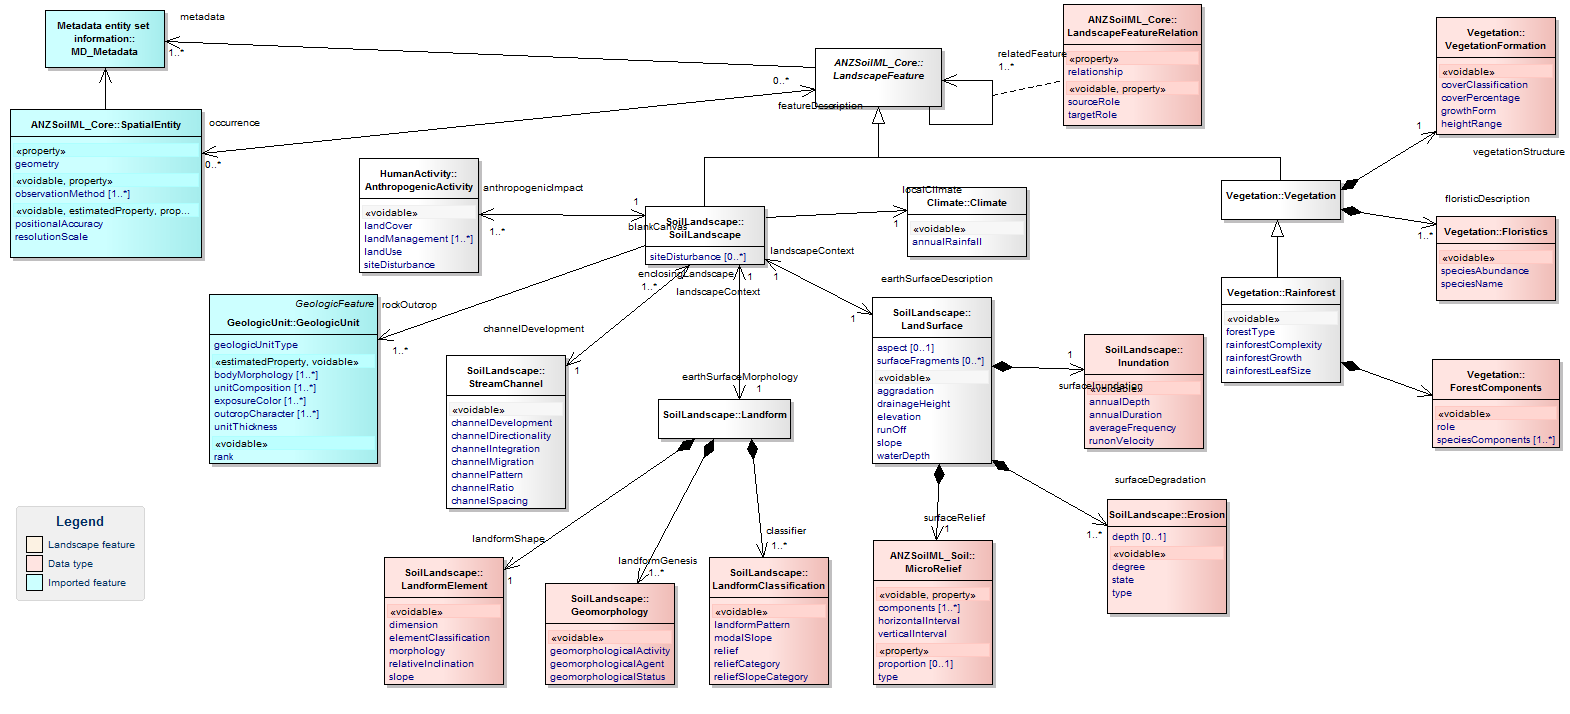 metadata
Metadata entity set
information::
MD_Metadata
1..*
ANZSoilML_Core::
LandscapeFeature
0..*
featureDescription
relatedFeature
1..*
ANZSoilML_Core::
LandscapeFeatureRelation
«property»
relationship
«voidable, property»
sourceRole
targetRole
Vegetation::
VegetationFormation
«voidable»
coverClassification
coverPercentage
growthForm
heightRange
1
vegetationStructure
ANZSoilML_Core::SpatialEntity
«property»
geometry
«voidable, property»
observationMethod [1..*]
«voidable, estimatedProperty, prop...
positionalAccuracy
resolutionScale
occurrence
0..*
HumanActivity::
AnthropogenicActivity
«voidable»
landCover
landManagement [1..*]
landUse
siteDisturbance
anthropogenicImpact
1..*
1
blankCanvas
SoilLandscape::
SoilLandscape
siteDisturbance [0..*]
localClimate
1
Climate::Climate
«voidable»
annualRainfall
Vegetation::Vegetation
floristicDescription
1..*
Vegetation::Floristics
«voidable»
speciesAbundance
speciesName
landscapeContext
1
enclosingLandscape
1..*
1
landscapeContext
earthSurfaceDescription
1
GeologicFeature
GeologicUnit::GeologicUnit
geologicUnitType
«estimatedProperty, voidable»
bodyMorphology [1..*]
unitComposition [1..*]
exposureColor [1..*]
outcropCharacter [1..*]
unitThickness
«voidable»
rank
rockOutcrop
1..*
channelDevelopment
1
SoilLandscape::
StreamChannel
«voidable»
channelDevelopment
channelDirectionality
channelIntegration
channelMigration
channelPattern
channelRatio
channelSpacing
earthSurfaceMorphology
1
SoilLandscape::Landform
SoilLandscape::
LandSurface
aspect [0..1]
surfaceFragments [0..*]
«voidable»
aggradation
drainageHeight
elevation
runOff
slope
waterDepth
1
surfaceInundation
SoilLandscape::
Inundation
«voidable»
annualDepth
annualDuration
averageFrequency
runonVelocity
Vegetation::Rainforest
«voidable»
forestType
rainforestComplexity
rainforestGrowth
rainforestLeafSize
Vegetation::
ForestComponents
«voidable»
role
speciesComponents [1..*]
surfaceDegradation
1..*
SoilLandscape::Erosion
depth [0..1]
«voidable»
degree
state
type
surfaceRelief
1
ANZSoilML_Soil::
MicroRelief
«voidable, property»
components [1..*]
horizontalInterval
verticalInterval
«property»
proportion [0..1]
type
Legend
Landscape feature
Data type
Imported feature
landformShape
1
SoilLandscape::
LandformElement
«voidable»
dimension
elementClassification
morphology
relativeInclination
slope
landformGenesis
1..*
SoilLandscape::
Geomorphology
«voidable»
geomorphologicalActivity
geomorphologicalAgent
geomorphologicalStatus
classifier
1..*
SoilLandscape::
LandformClassification
«voidable»
landformPattern
modalSlope
relief
reliefCategory
reliefSlopeCategory